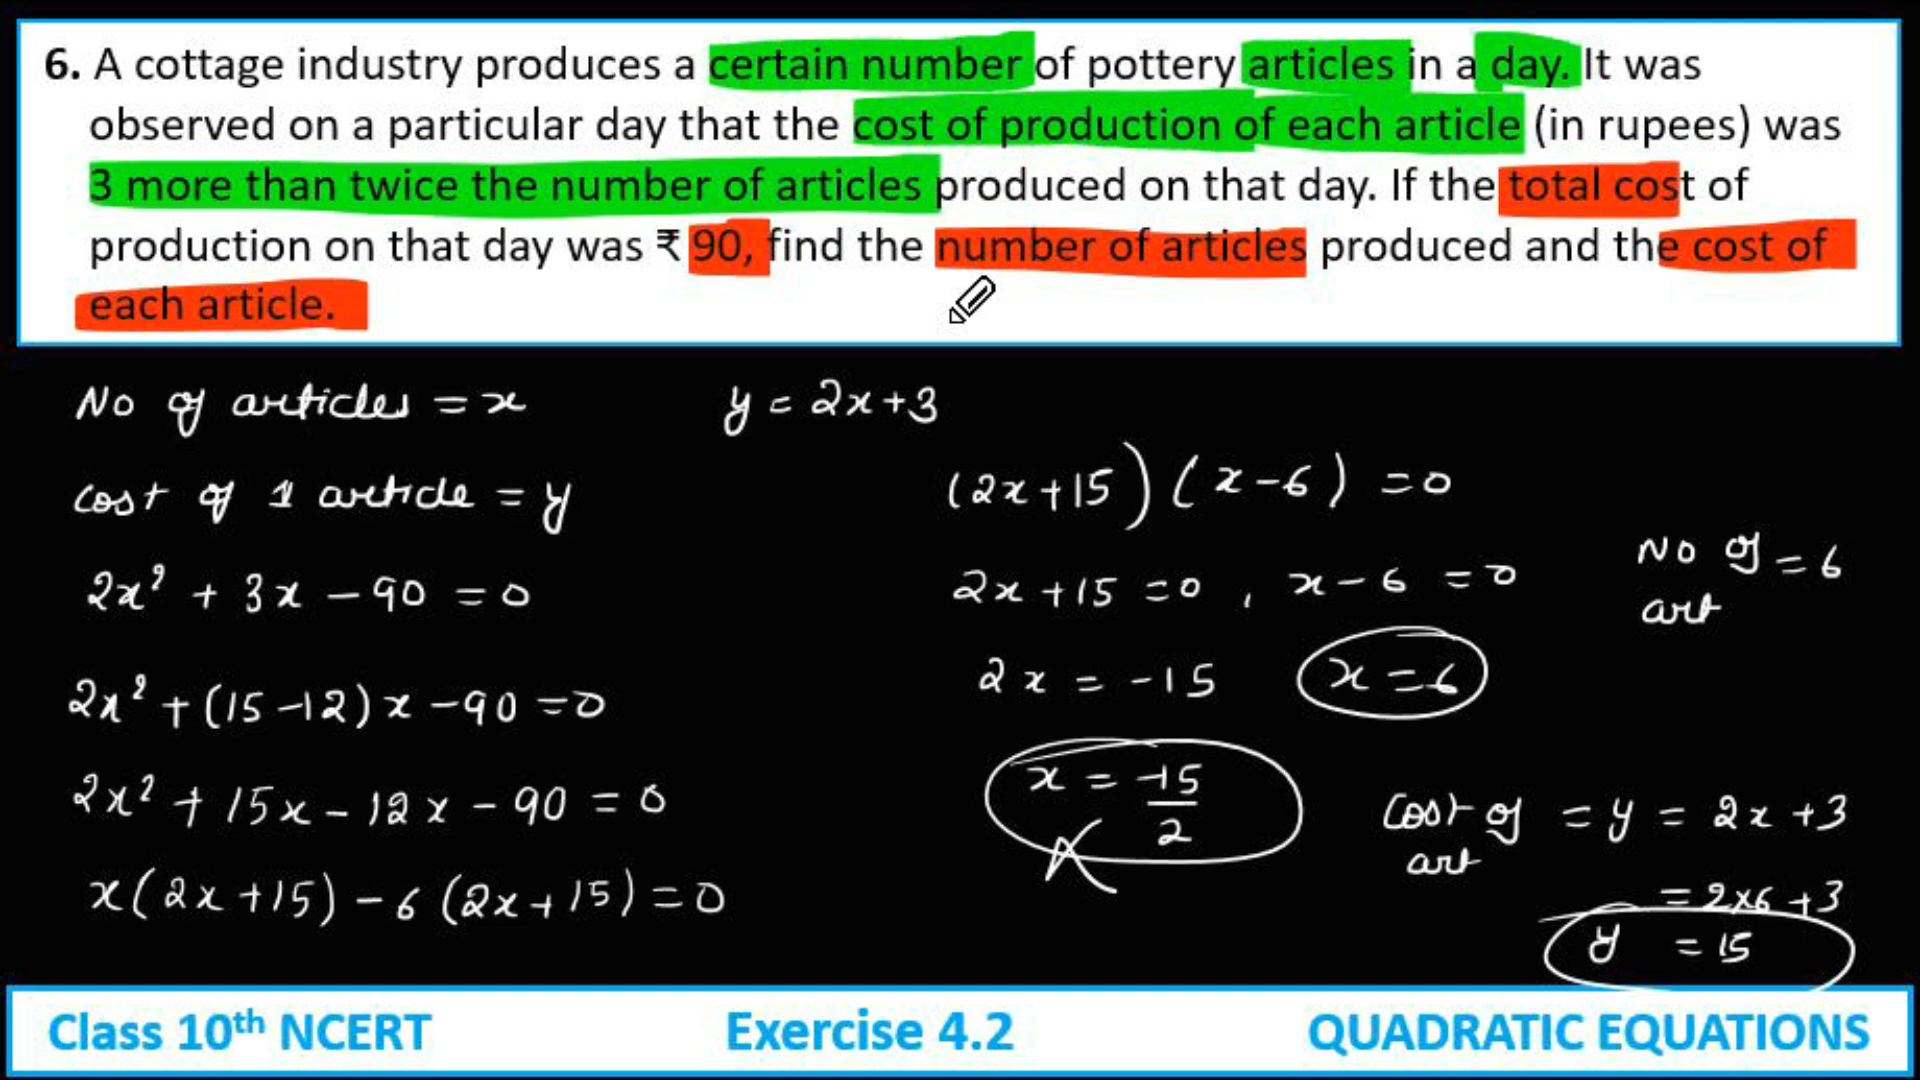 6. A cottage industry produces a certain number of pottery articles in a day. It was
observed on a particular day that the cost of production of each article (in rupees) was
3 more than twice the number of articles produced on that day. If the total cost of
production on that day was ₹ 90, find the number of articles produced and the cost of
each article.
No of articles = x
cost of 1 article = y
2x² + 3x - 90 = 0
2x² + (15 - 12) x - 90 = 0
2x² + 15x - 12x - 90 = 0
x(2x + 15) - 6 (2x + 15) = 0
y = 2x + 3
(2x + 15) (x - 6) = 0
2x + 15 = 0 , x - 6 = 0
2x = -15 x = 6
x = -15/2
No of art = 6
Cost of art = y = 2x + 3
= 2x6 + 3
y = 15
Class 10th NCERT Exercise 4.2 QUADRATIC EQUATIONS